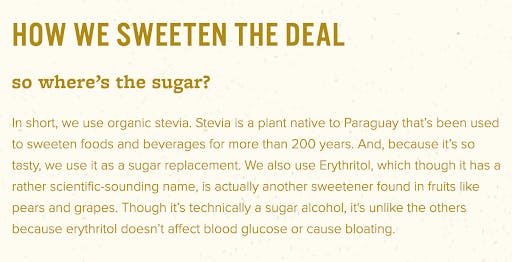 HOW WE SWEETEN THE DEAL
so where's the sugar?
In short, we use organic stevia. Stevia is a plant native to Paraguay that's been used
to sweeten foods and beverages for more than 200 years. And, because it's so
tasty, we use it as a sugar replacement. We also use Erythritol, which though it has a
rather scientific-sounding name, is actually another sweetener found in fruits like
pears and grapes. Though it's technically a sugar alcohol, it's unlike the others
because erythritol doesn't affect blood glucose or cause bloating.